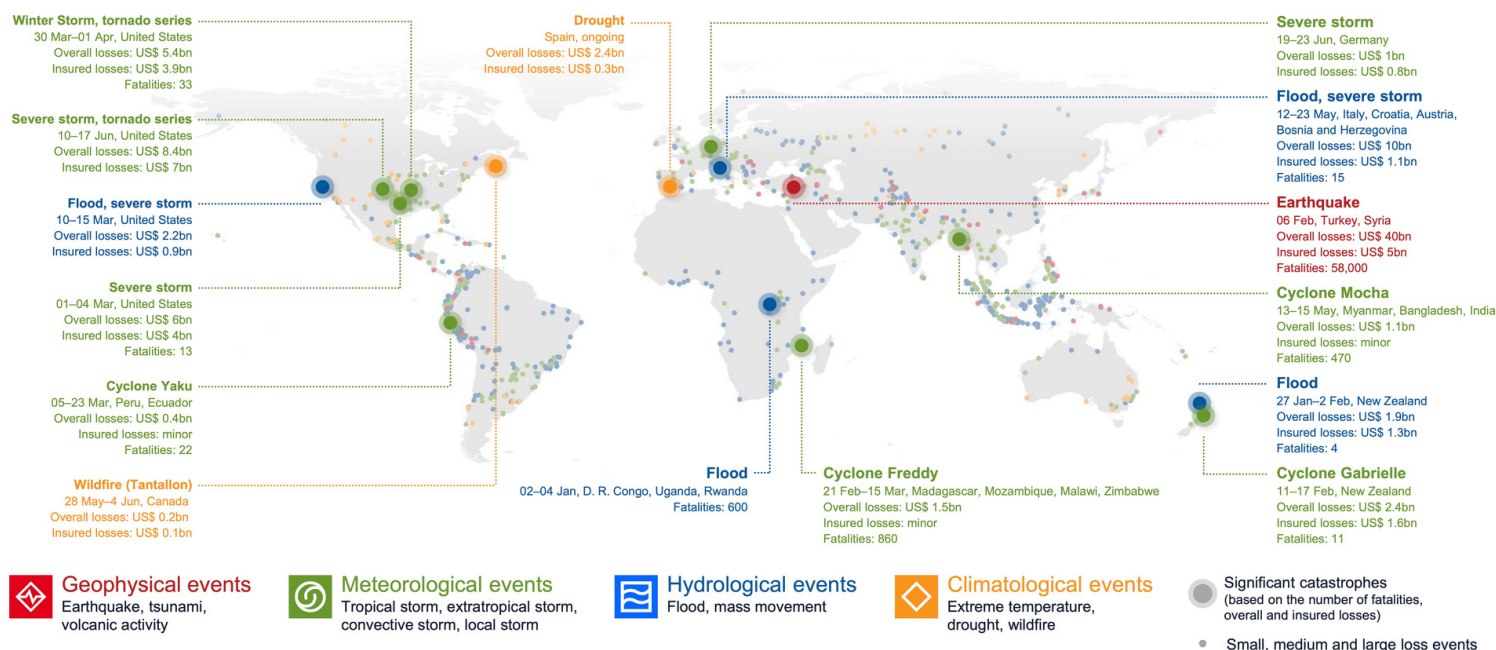 Winter Storm, tornado series
30 Mar–01 Apr, United States
Overall losses: US$ 5.4bn
Insured losses: US$ 3.9bn
Fatalities: 33
Severe storm, tornado series
10–17 Jun, United States
Overall losses: US$ 8.4bn
Insured losses: US$ 7bn
Flood, severe storm
10–15 Mar, United States
Overall losses: US$ 2.2bn
Insured losses: US$ 0.9bn
Severe storm
01–04 Mar, United States
Overall losses: US$ 6bn
Insured losses: US$ 4bn
Fatalities: 13
Cyclone Yaku
05–23 Mar, Peru, Ecuador
Overall losses: US$ 0.4bn
Insured losses: minor
Fatalities: 22
Wildfire (Tantallon)
28 May–4 Jun, Canada
Overall losses: US$ 0.2bn
Insured losses: US$ 0.1bn
Drought
Spain, ongoing
Overall losses: US$ 2.4bn
Insured losses: US$ 0.3bn
Flood
02–04 Jan, D. R. Congo, Uganda, Rwanda
Fatalities: 600
Cyclone Freddy
21 Feb–15 Mar, Madagascar, Mozambique, Malawi, Zimbabwe
Overall losses: US$ 1.5bn
Insured losses: minor
Fatalities: 860
Severe storm
19–23 Jun, Germany
Overall losses: US$ 1bn
Insured losses: US$ 0.8bn
Flood, severe storm
12–23 May, Italy, Croatia, Austria,
Bosnia and Herzegovina
Overall losses: US$ 10bn
Insured losses: US$ 1.1bn
Fatalities: 15
Earthquake
06 Feb, Turkey, Syria
Overall losses: US$ 40bn
Insured losses: US$ 5bn
Fatalities: 58,000
Cyclone Mocha
13–15 May, Myanmar, Bangladesh, India
Overall losses: US$ 1.1bn
Insured losses: minor
Fatalities: 470
Flood
27 Jan–2 Feb, New Zealand
Overall losses: US$ 1.9bn
Insured losses: US$ 1.3bn
Fatalities: 4
Cyclone Gabrielle
11–17 Feb, New Zealand
Overall losses: US$ 2.4bn
Insured losses: US$ 1.6bn
Fatalities: 11
Geophysical events
Earthquake, tsunami,
volcanic activity
Meteorological events
Tropical storm, extratropical storm,
convective storm, local storm
Hydrological events
Flood, mass movement
Climatological events
Extreme temperature,
drought, wildfire
Significant catastrophes
(based on the number of fatalities,
overall and insured losses)
Small, medium and large loss events